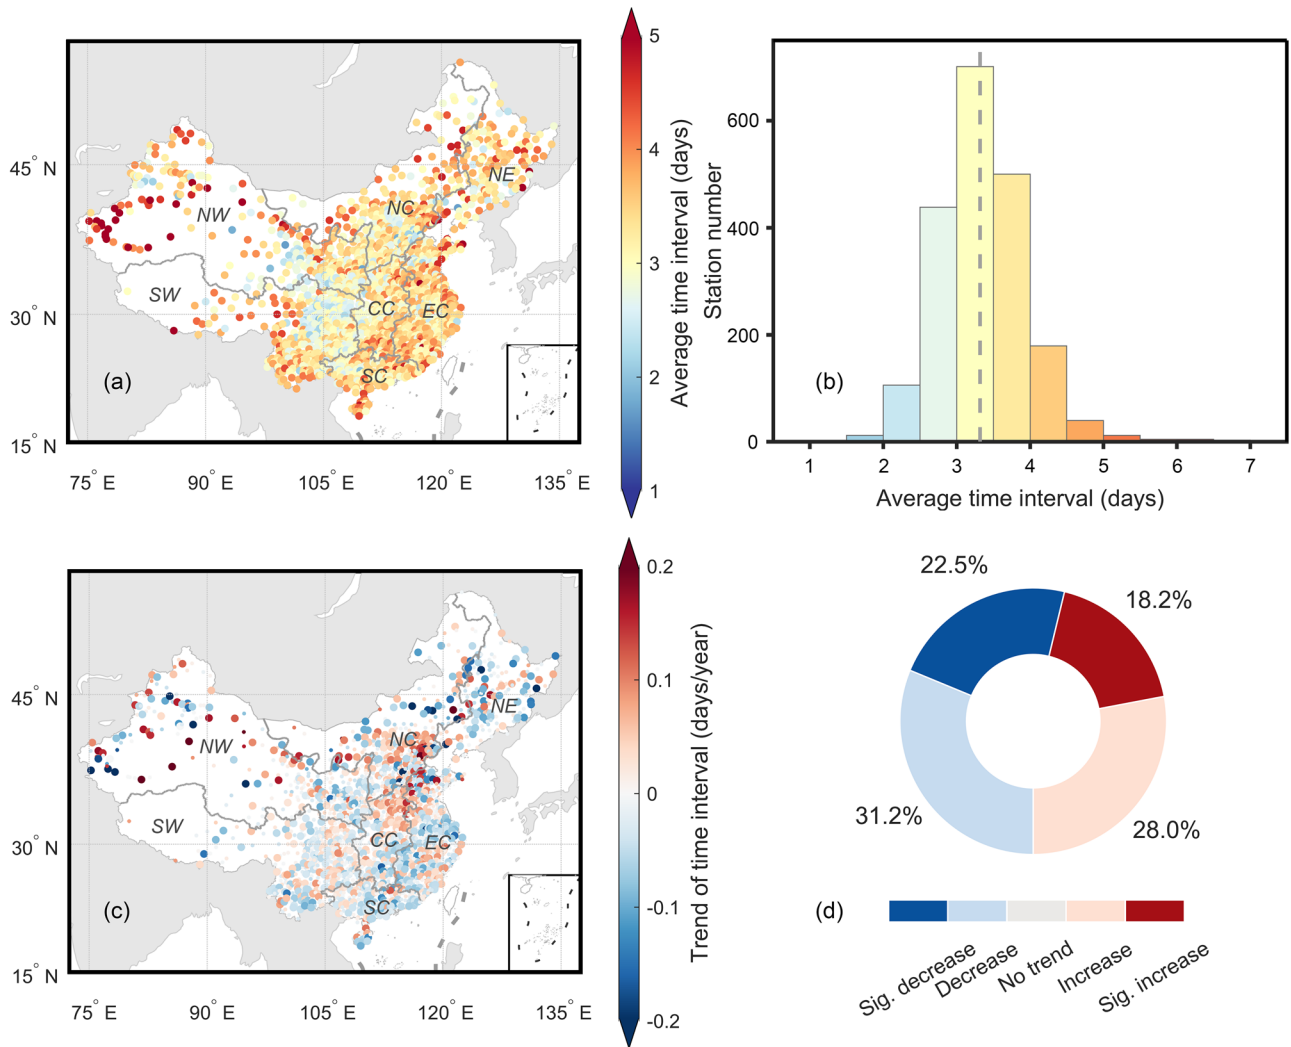 5
4
3
2
1
Average time interval (days)
45° N
30° N
15° N
75° E
90° E
105° E
120° E
135° E
NW
SW
NC
NE
CC
EC
SC
(a)
600
400
200
0
Station number
(b)
1 2 3 4 5 6 7
Average time interval (days)
0.2
0.1
0
-0.1
-0.2
Trend of time interval (days/year)
45° N
30° N
15° N
75° E
90° E
105° E
120° E
135° E
NW
SW
NC
NE
CC
EC
SC
(c)
22.5%
18.2%
31.2%
28.0%
(d)
Sig. decrease
Decrease
No trend
Increase
Sig. increase